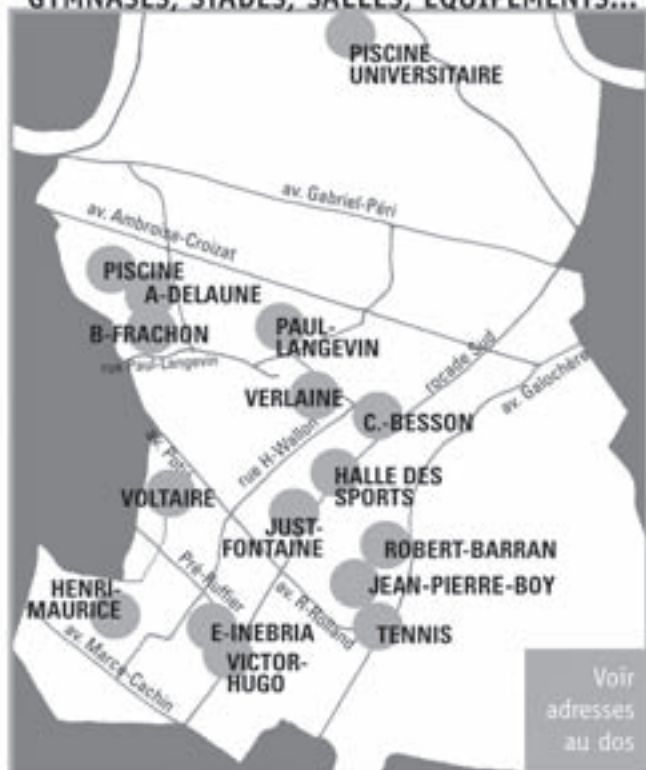 GYMNASES, STADES, SALLES, ÉQUIPEMENTS...
PISCINE
UNIVERSITAIRE
av. Gabriel-Péri
av. Ambroise-Croizat
PISCINE
A-DELAUNE
B-FRACHON
PAUL-
LANGEVIN
rue Paul-Langevin
rocade Sud
av. Galochère
VERLAINE
C.-BESSON
rue H-Wallon
HALLE DES
SPORTS
av.
VOLTAIRE
JUST-
FONTAINE
ROBERT-BARRAN
Pré-Ruffier
JEAN-PIERRE-BOY
HENRI-
MAURICE
av. R-Rolland
E-INEBRIA
TENNIS
VICTOR-
HUGO
av. Marcel-Cachin
Voir
adresses
au dos